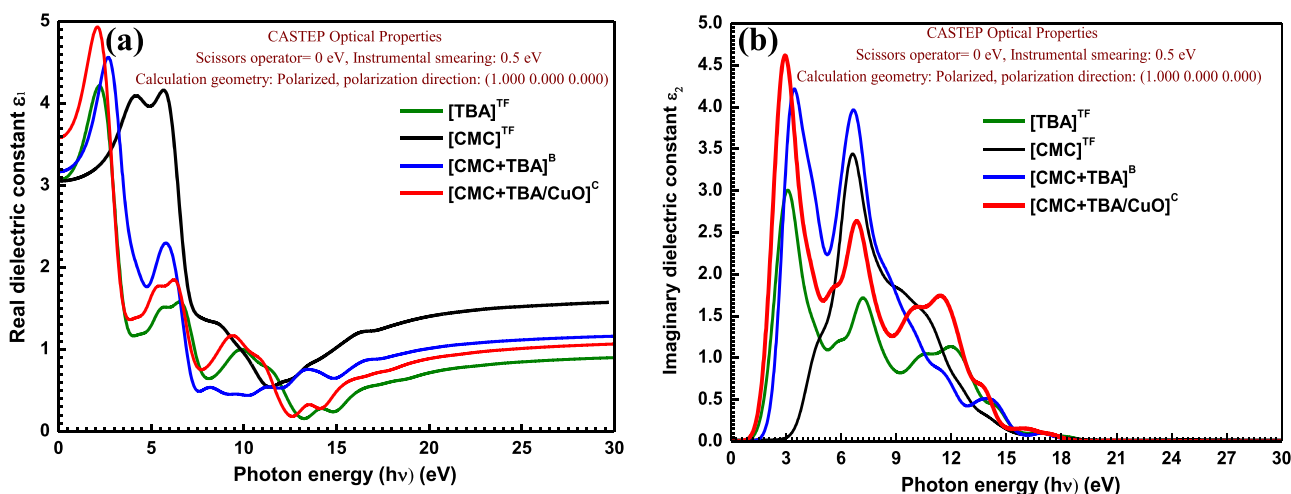 (a)
CASTEP Optical Properties
Scissors operator= 0 eV, Instrumental smearing: 0.5 eV
Calculation geometry: Polarized, polarization direction: (1.000 0.000 0.000)
[TBA]^TF
[CMC]^TF
[CMC+TBA]^B
[CMC+TBA/CuO]^C
Real dielectric constant ε₁
5
4
3
2
1
0
0 5 10 15 20 25 30
Photon energy (hν) (eV)
(b)
CASTEP Optical Properties
Scissors operator= 0 eV, Instrumental smearing: 0.5 eV
Calculation geometry: Polarized, polarization direction: (1.000 0.000 0.000)
[TBA]^TF
[CMC]^TF
[CMC+TBA]^B
[CMC+TBA/CuO]^C
Imaginary dielectric constant ε₂
5.0
4.5
4.0
3.5
3.0
2.5
2.0
1.5
1.0
0.5
0.0
0 3 6 9 12 15 18 21 24 27 30
Photon energy (hν) (eV)